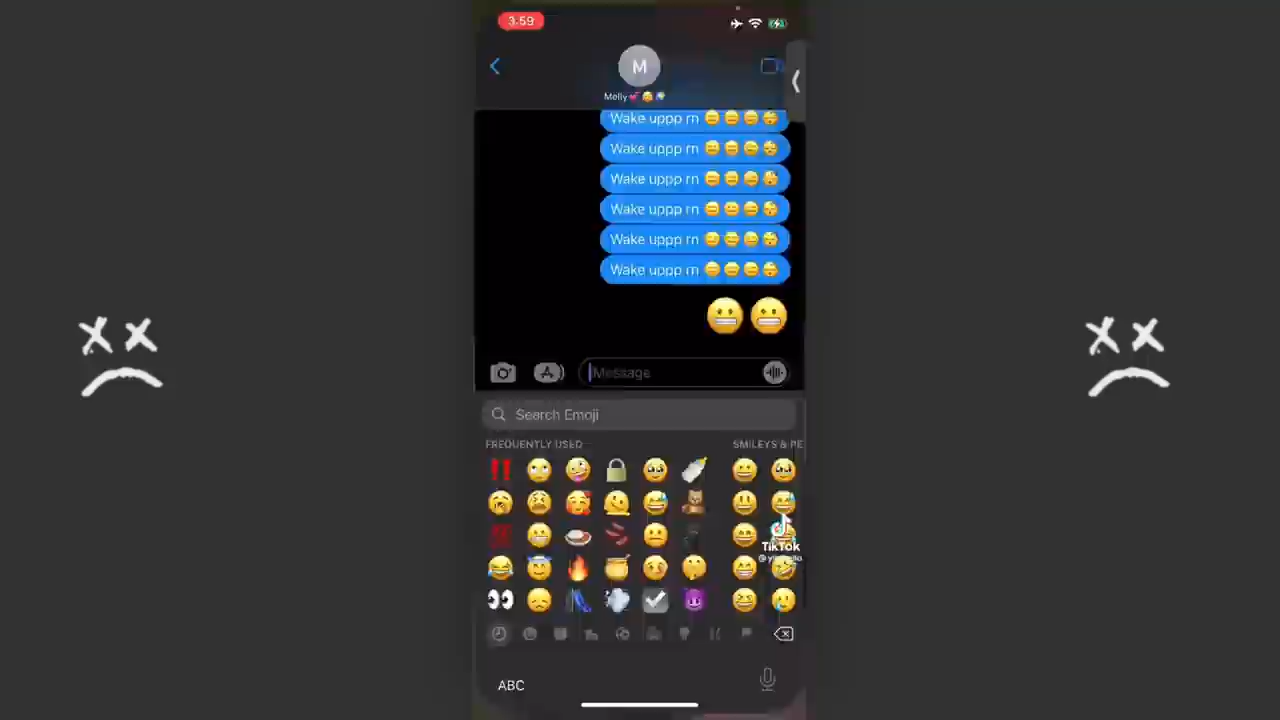 3:59
M
Molly💕🥰
Wake uppp rn 😑😑😑😴
Wake uppp rn 😑😑😑😴
Wake uppp rn 😑😑😑😴
Wake uppp rn 😑😑😑😴
Wake uppp rn 😑😑😑😴
Wake uppp rn 😑😑😑😴
😬😬
Message
Search Emoji
FREQUENTLY USED
SMILEYS & PE
TikTok
ABC